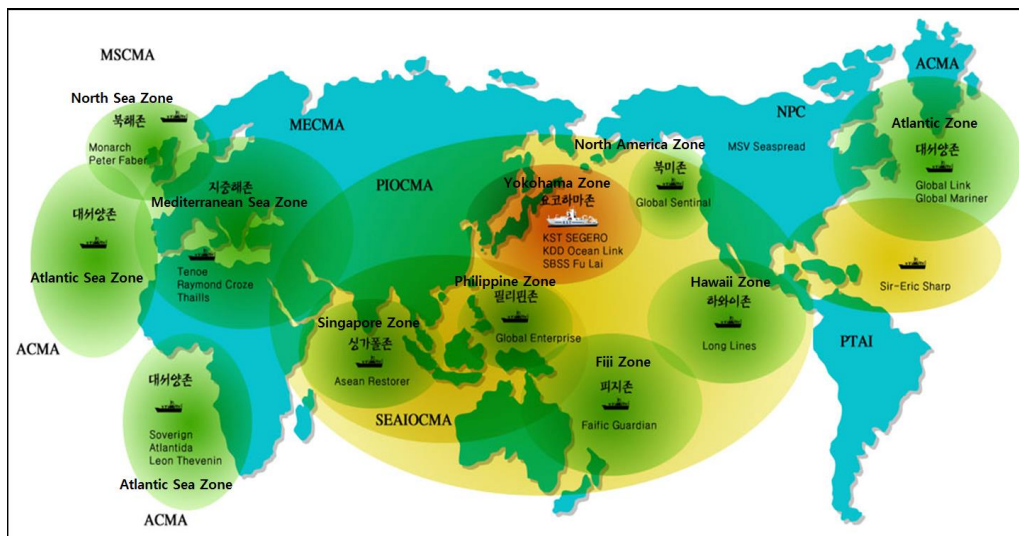 MSCMA
ACMA
North Sea Zone
북해존
Monarch
Peter Faber
MECMA
NPC
MSV Seaspread
Atlantic Zone
대서양존
Global Link
Global Mariner
North America Zone
북미존
Global Sentinal
지중해존
Mediterranean Sea Zone
Tenoe
Raymond Croze
Thaills
PIOCMA
Yokohama Zone
요코하마존
KST SEGERO
KDD Ocean Link
SBSS Fu Lai
대서양존
Atlantic Sea Zone
ACMA
Philippine Zone
필리핀존
Global Enterprise
Hawaii Zone
하와이존
Long Lines
Sir-Eric Sharp
Singapore Zone
싱가폴존
Asean Restorer
Fiji Zone
피지존
Faific Guardian
PTAI
SEAIOCMA
대서양존
Soverign
Atlantida
Leon Thevenin
Atlantic Sea Zone
ACMA